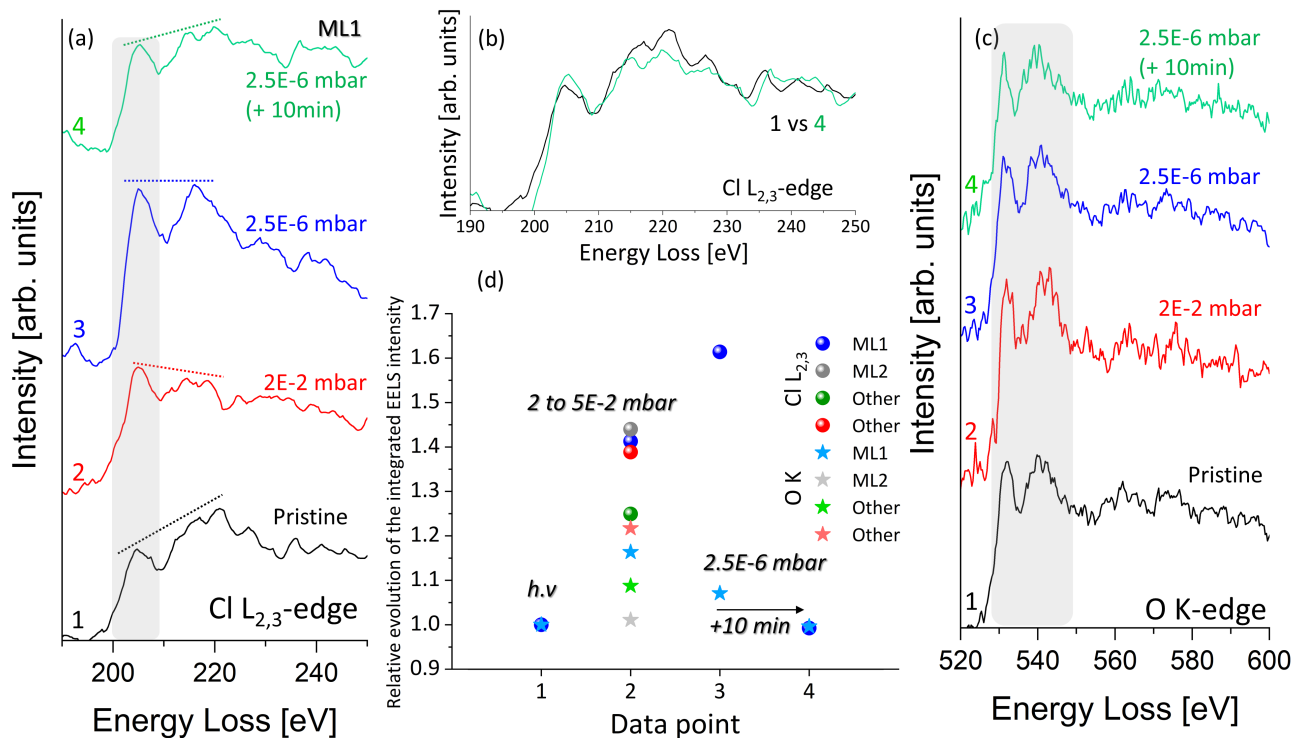 (a)
ML1
2.5E-6 mbar
(+ 10min)
4
2.5E-6 mbar
3
2E-2 mbar
2
Pristine
1
Cl L2,3-edge
Intensity [arb. units]
200 220 240
Energy Loss [eV]
(b)
1 vs 4
Cl L2,3-edge
Intensity [arb. units]
190 200 210 220 230 240 250
Energy Loss [eV]
(d)
Relative evolution of the integrated EELS intensity
1.7
1.6
1.5
1.4
1.3
1.2
1.1
1.0
0.9
2 to 5E-2 mbar
h.v
2.5E-6 mbar
+10 min
Cl L2,3
ML1
ML2
Other
Other
O K
ML1
ML2
Other
Other
1 2 3 4
Data point
(c)
2.5E-6 mbar
(+ 10min)
4
2.5E-6 mbar
3
2E-2 mbar
2
Pristine
1
O K-edge
Intensity [arb. units]
520 540 560 580 600
Energy Loss [eV]